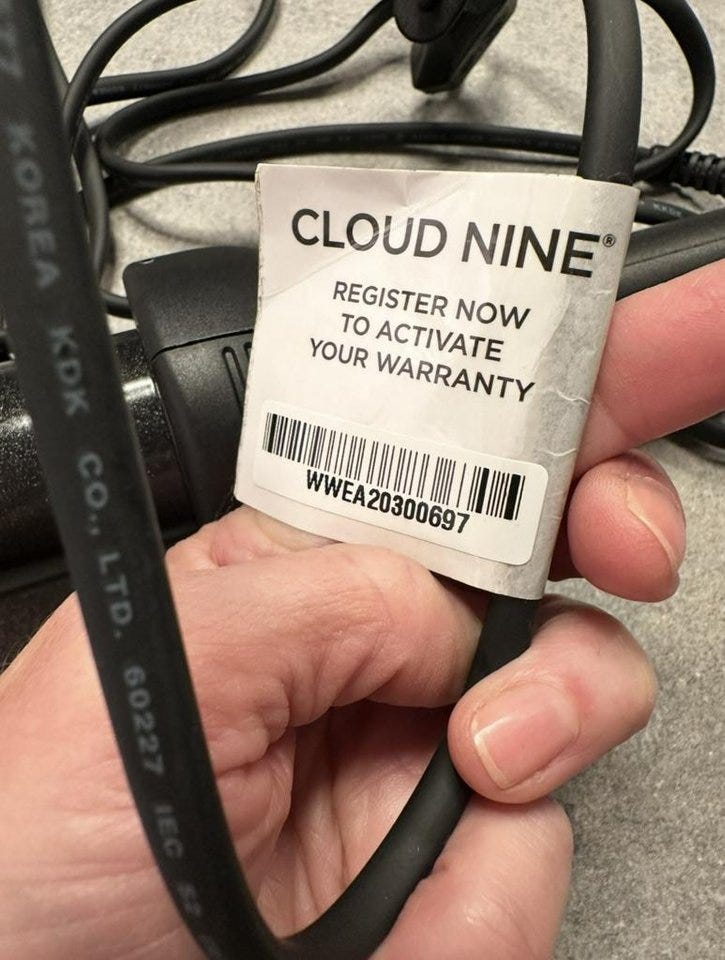 CLOUD NINE®
REGISTER NOW
TO ACTIVATE
YOUR WARRANTY
WWEA20300697
KOREA KDK CO., LTD. 60227 IEC